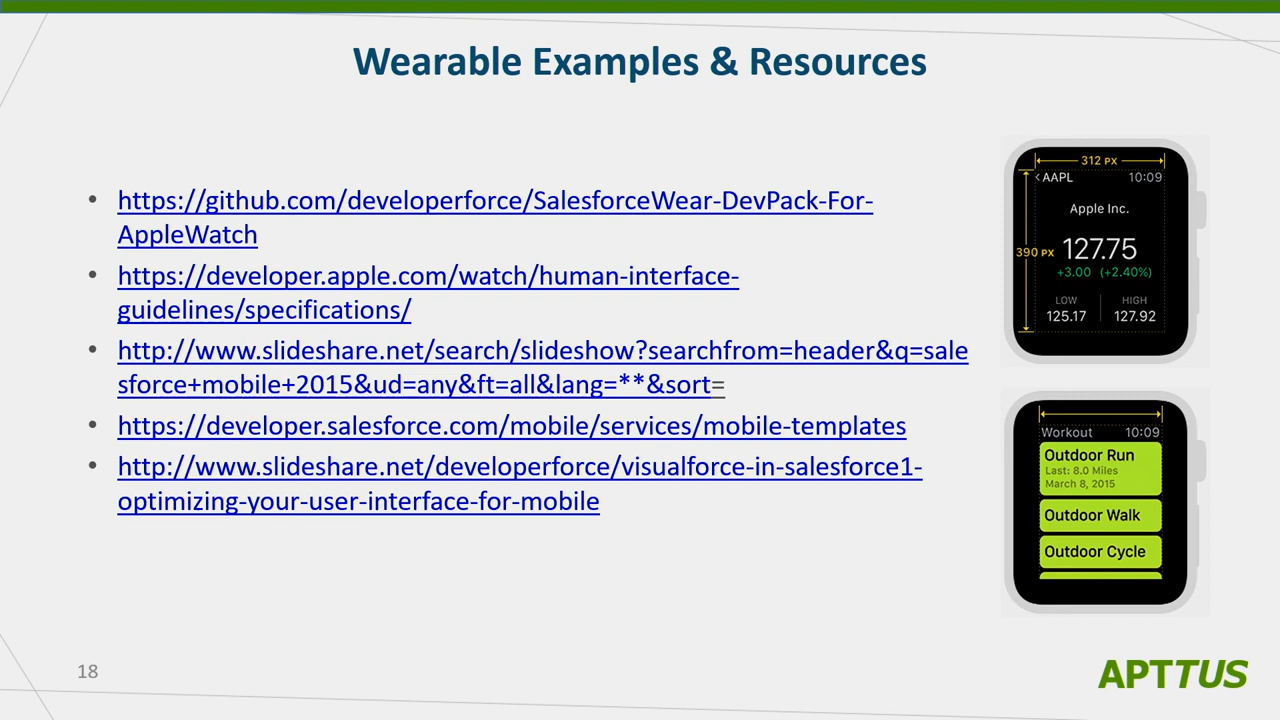 Wearable Examples & Resources
• https://github.com/developerforce/SalesforceWear-DevPack-For-
AppleWatch
• https://developer.apple.com/watch/human-interface-
guidelines/specifications/
• http://www.slideshare.net/search/slideshow?searchfrom=header&q=sale
sforce+mobile+2015&ud=any&ft=all&lang=**&sort=
• https://developer.salesforce.com/mobile/services/mobile-templates
• http://www.slideshare.net/developerforce/visualforce-in-salesforce1-
optimizing-your-user-interface-for-mobile
312 PX
<AAPL 10:09
Apple Inc.
390 PX 127.75
+3.00 (+2.40%)
LOW HIGH
125.17 127.92
Workout 10:09
Outdoor Run
Last: 8.0 Miles
March 8, 2015
Outdoor Walk
Outdoor Cycle
18
APTTUS